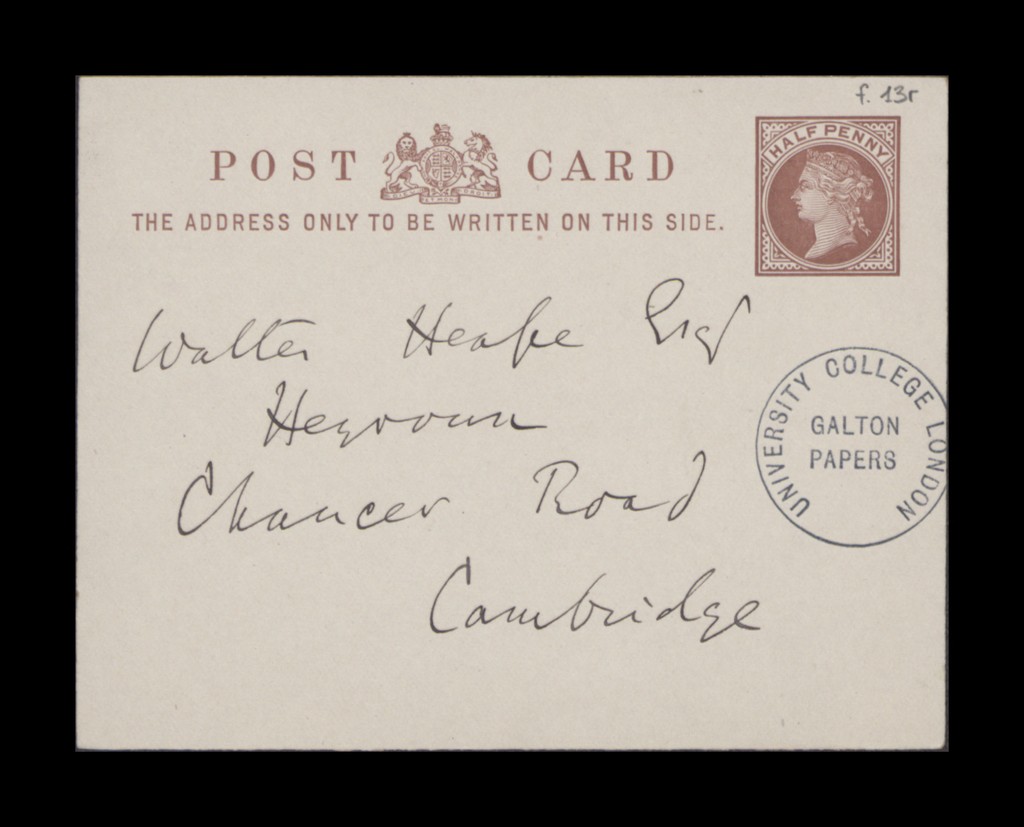 f. 13r
POST CARD
HALF PENNY
THE ADDRESS ONLY TO BE WRITTEN ON THIS SIDE.
Walter Heape Esq
Heyroun
Chaucer Road
Cambridge
UNIVERSITY COLLEGE LONDON
GALTON
PAPERS